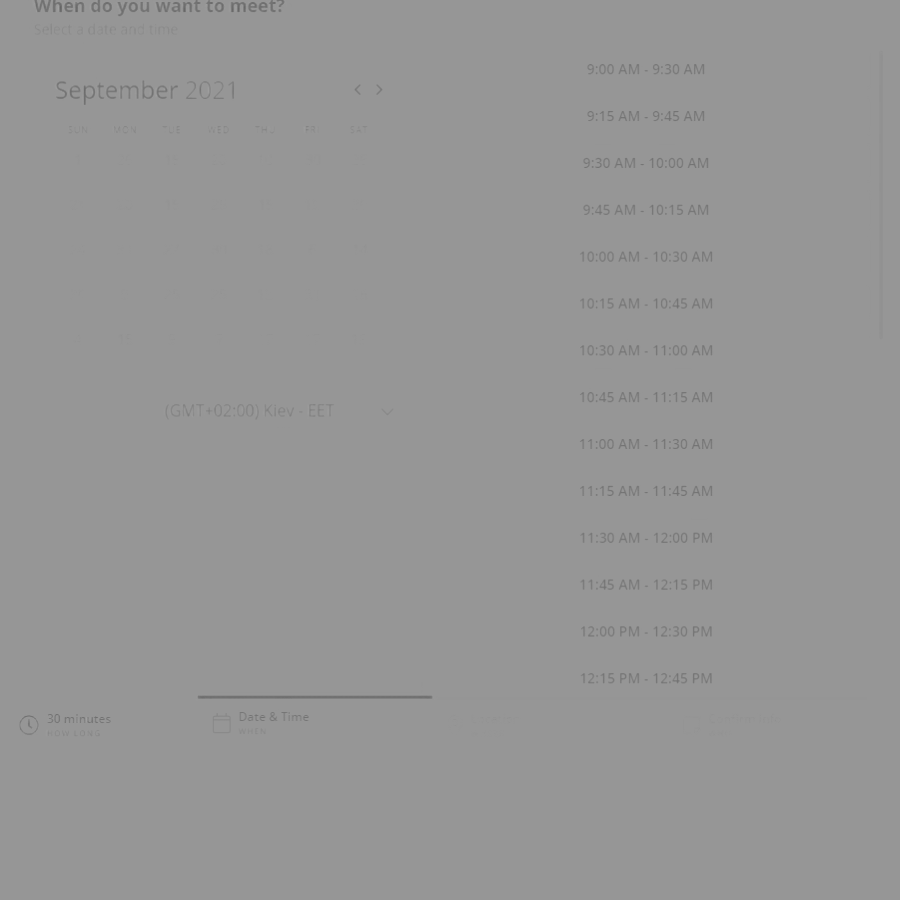 When do you want to meet?
Select a date and time
September 2021
SUN MON TUE WED THU FRI SAT
(GMT+02:00) Kiev - EET
9:00 AM - 9:30 AM
9:15 AM - 9:45 AM
9:30 AM - 10:00 AM
9:45 AM - 10:15 AM
10:00 AM - 10:30 AM
10:15 AM - 10:45 AM
10:30 AM - 11:00 AM
10:45 AM - 11:15 AM
11:00 AM - 11:30 AM
11:15 AM - 11:45 AM
11:30 AM - 12:00 PM
11:45 AM - 12:15 PM
12:00 PM - 12:30 PM
12:15 PM - 12:45 PM
30 minutes
HOW LONG
Date & Time
WHEN